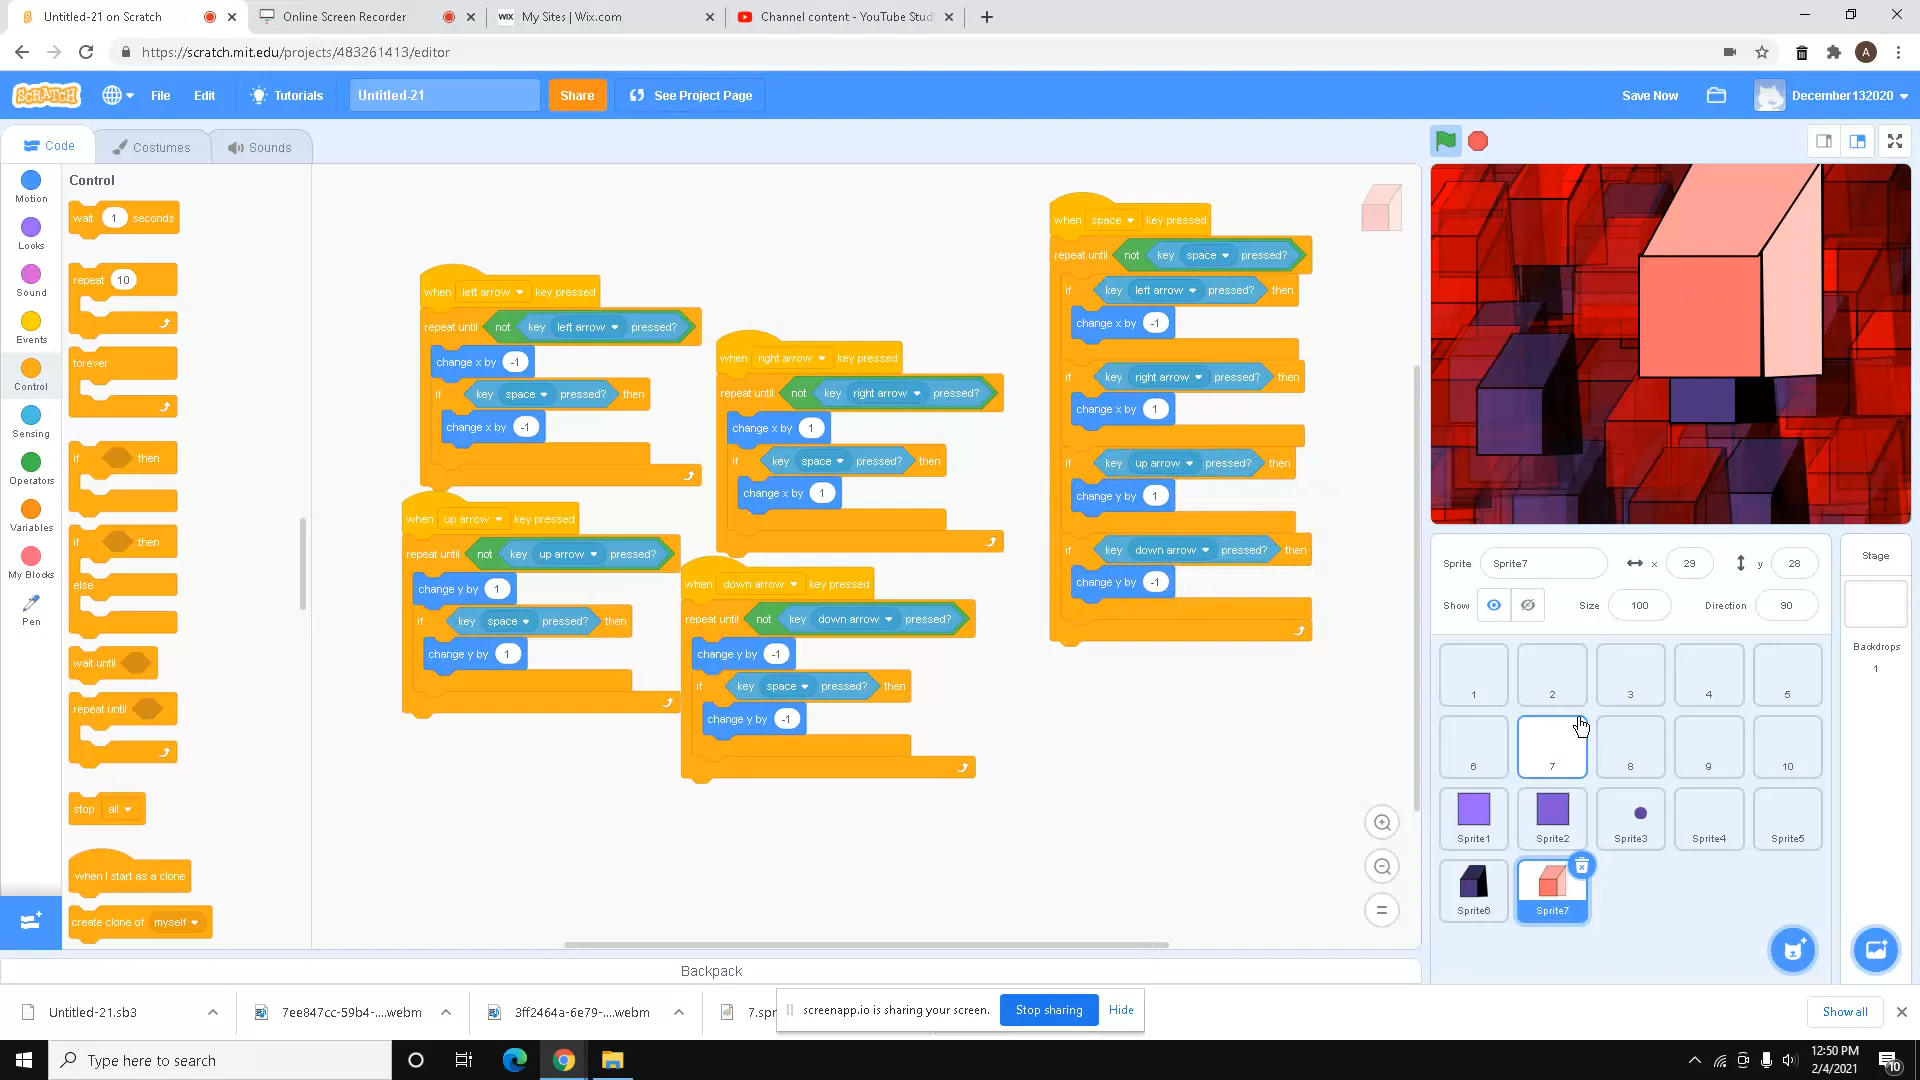 Untitled-21 on Scratch
Online Screen Recorder
WIX My Sites | Wix.com
Channel content - YouTube Stud
https://scratch.mit.edu/projects/483261413/editor
A
SCRATCH
File
Edit
Tutorials
Untitled-21
Share
See Project Page
Save Now
December132020
Code
Costumes
Sounds
Motion
Looks
Sound
Events
Control
Sensing
Operators
Variables
My Blocks
Pen
Control
wait 1 seconds
repeat 10
forever
if then
if then
else
wait until
repeat until
stop all
when I start as a clone
create clone of myself
when left arrow key pressed
repeat until not key left arrow pressed?
change x by -1
if key space pressed? then
change x by -1
when right arrow key pressed
repeat until not key right arrow pressed?
change x by 1
if key space pressed? then
change x by 1
when up arrow key pressed
repeat until not key up arrow pressed?
change y by 1
if key space pressed? then
change y by 1
when down arrow key pressed
repeat until not key down arrow pressed?
change y by -1
if key space pressed? then
change y by -1
when space key pressed
repeat until not key space pressed?
if key left arrow pressed? then
change x by -1
if key right arrow pressed? then
change x by 1
if key up arrow pressed? then
change y by 1
if key down arrow pressed? then
change y by -1
Sprite Sprite7 x 29 y 28
Show Size 100 Direction 90
1 2 3 4 5
6 7 8 9 10
Sprite1 Sprite2 Sprite3 Sprite4 Sprite5
Sprite6 Sprite7
Stage
Backdrops
1
Backpack
Untitled-21.sb3
7ee847cc-59b4-....webm
3ff2464a-6e79-....webm
7.spr
screenapp.io is sharing your screen.
Stop sharing
Hide
Show all
Type here to search
12:50 PM
2/4/2021
10